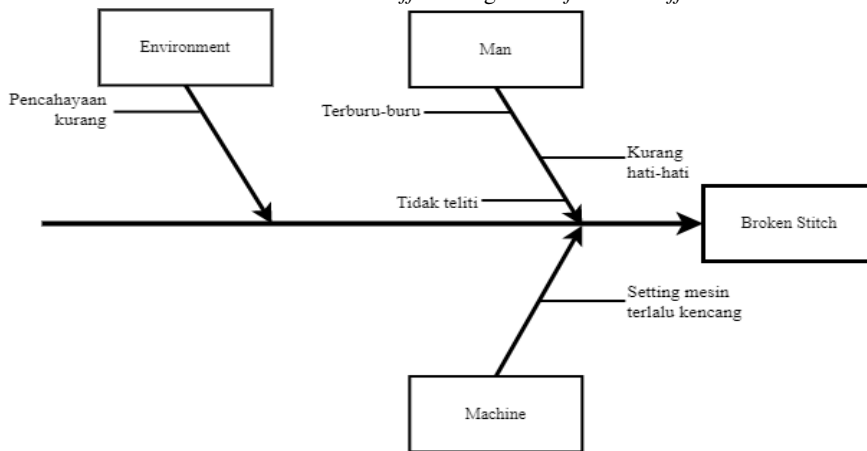 Environment
Man
Pencahayaan
kurang
Terburu-buru
Kurang
hati-hati
Tidak teliti
Broken Stitch
Setting mesin
terlalu kencang
Machine